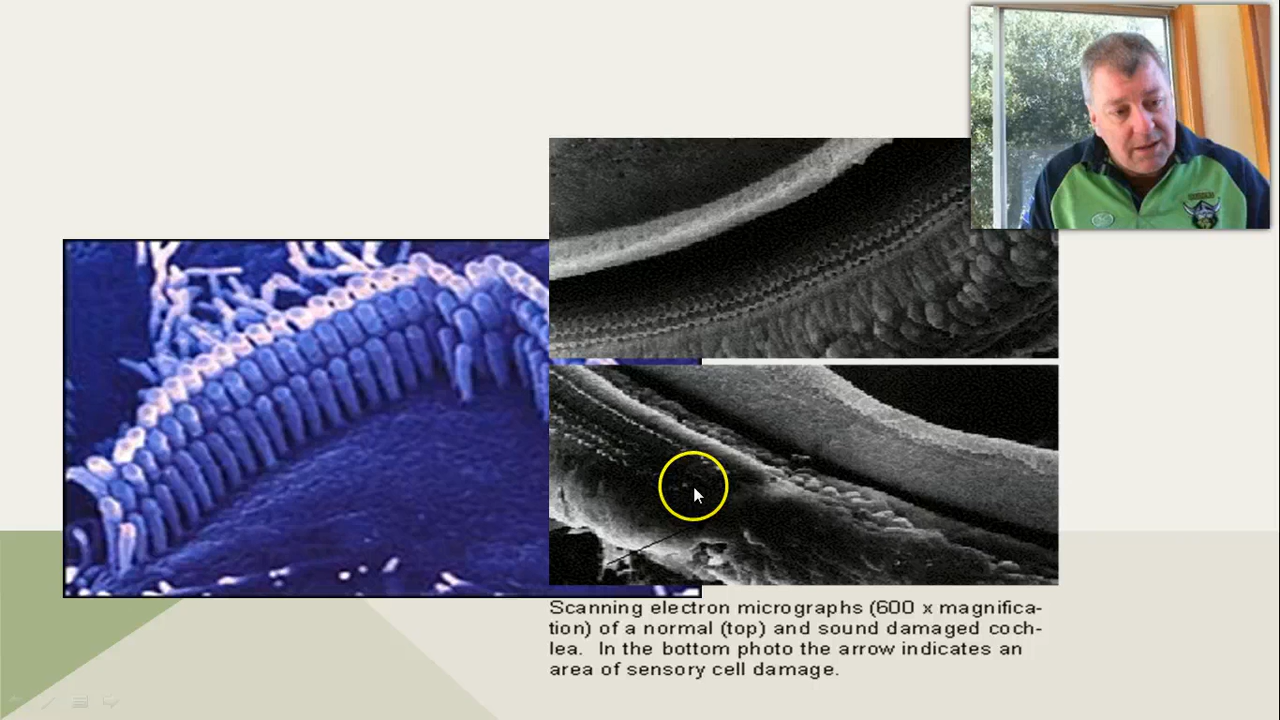 Scanning electron micrographs (600 x magnifica-
tion) of a normal (top) and sound damaged coch-
lea. In the bottom photo the arrow indicates an
area of sensory cell damage.